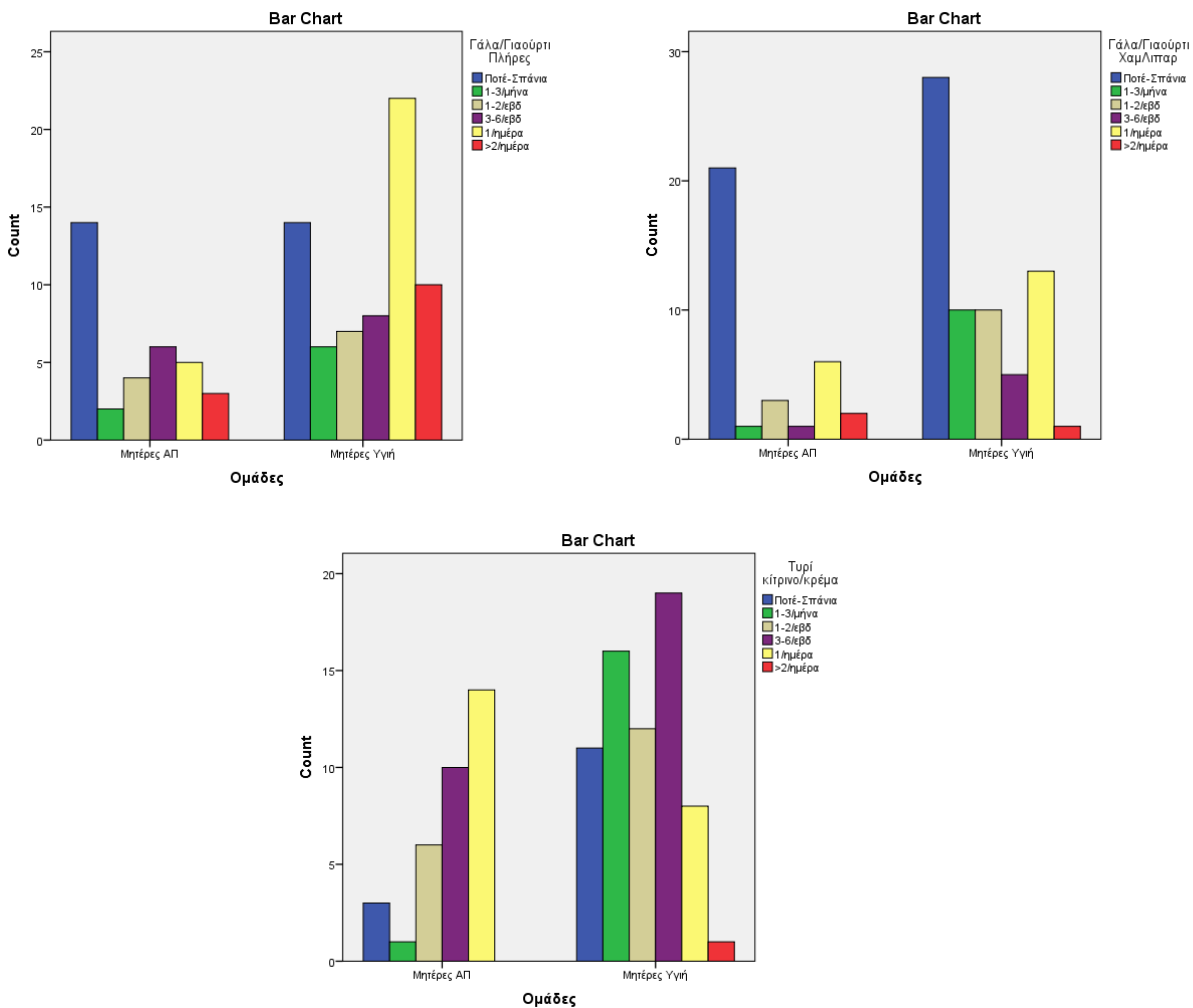 Bar Chart
Γάλα/Γιαούρτι
Πλήρες
Ποτέ-Σπάνια
1-3/μήνα
1-2/εβδ
3-6/εβδ
1/ημέρα
>2/ημέρα
Count
25
20
15
10
5
0
Μητέρες ΑΠ
Μητέρες Υγιή
Ομάδες
Bar Chart
Γάλα/Γιαούρτι
ΧαμΛιπαρ
Ποτέ-Σπάνια
1-3/μήνα
1-2/εβδ
3-6/εβδ
1/ημέρα
>2/ημέρα
Count
30
20
10
0
Μητέρες ΑΠ
Μητέρες Υγιή
Ομάδες
Bar Chart
Τυρί
κίτρινο/κρέμα
Ποτέ-Σπάνια
1-3/μήνα
1-2/εβδ
3-6/εβδ
1/ημέρα
>2/ημέρα
Count
20
15
10
5
0
Μητέρες ΑΠ
Μητέρες Υγιή
Ομάδες